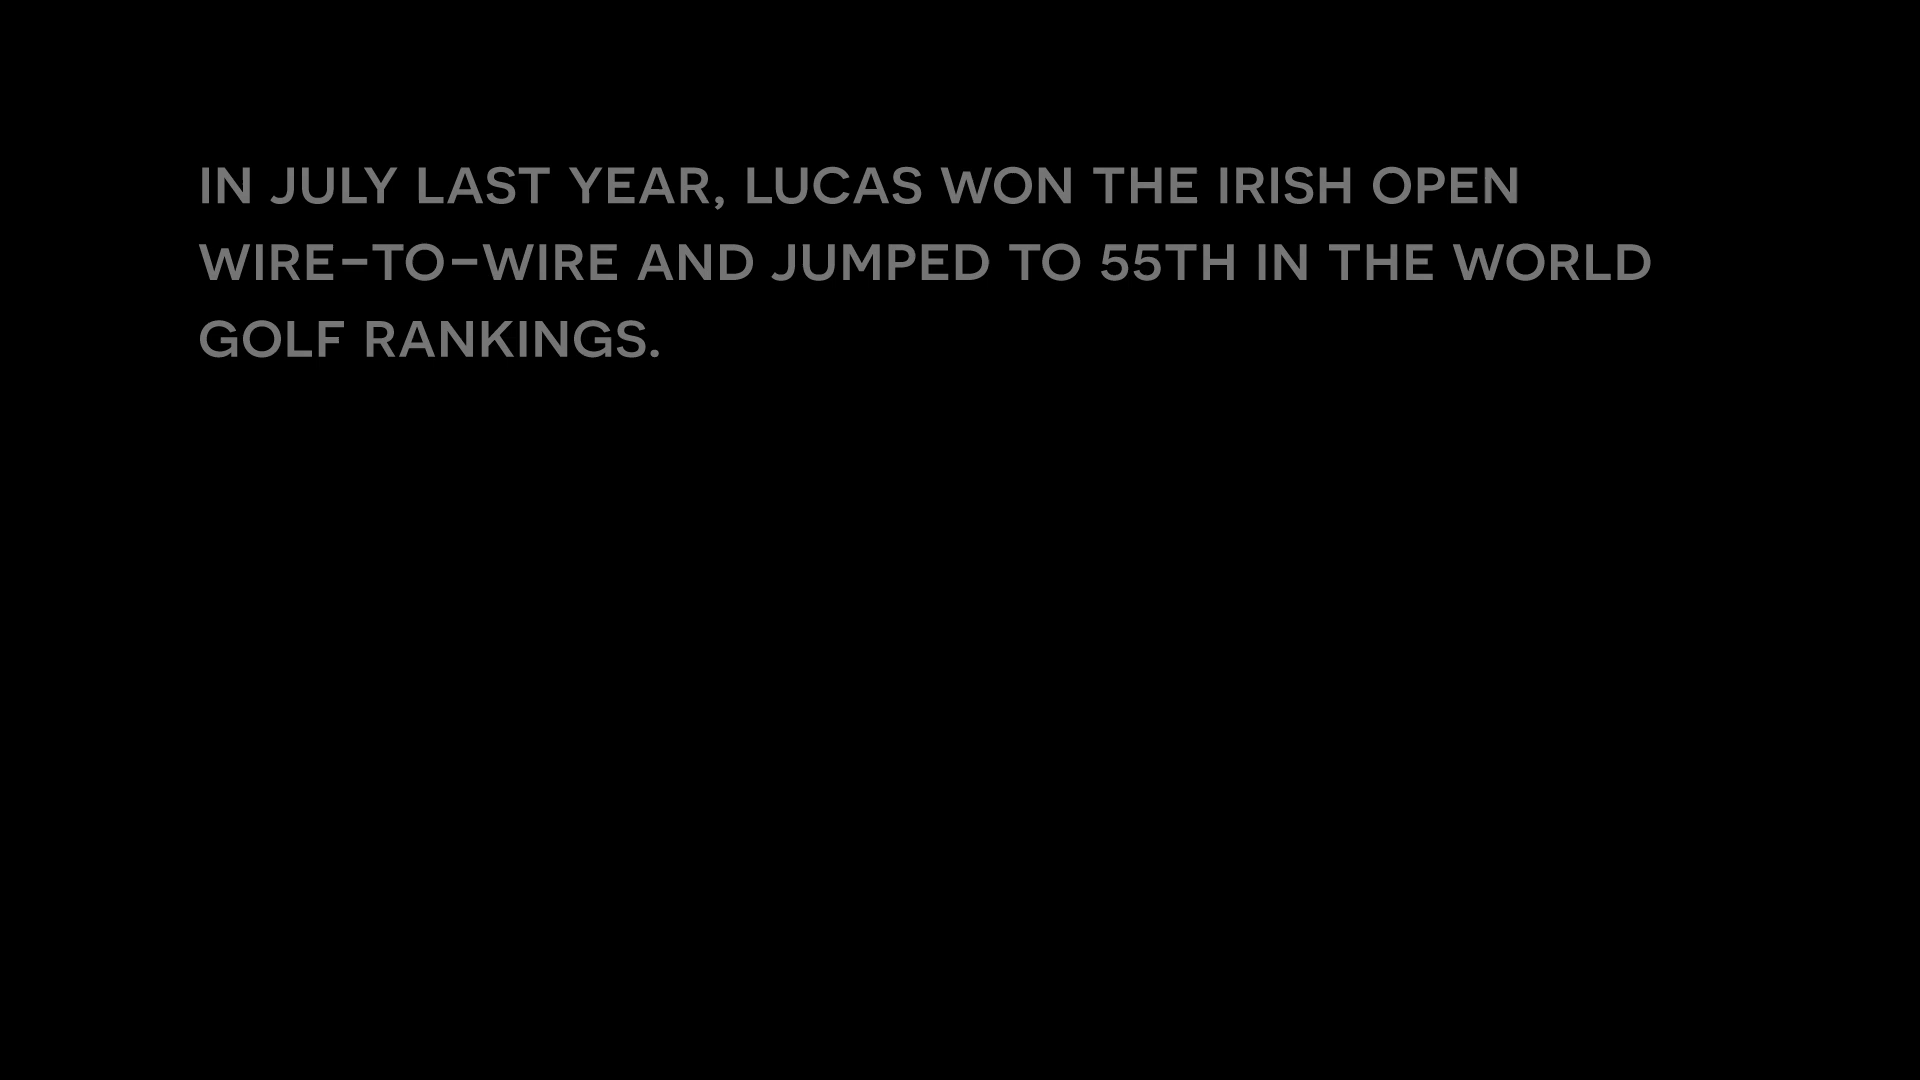 IN JULY LAST YEAR, LUCAS WON THE IRISH OPEN
WIRE-TO-WIRE AND JUMPED TO 55TH IN THE WORLD
GOLF RANKINGS.